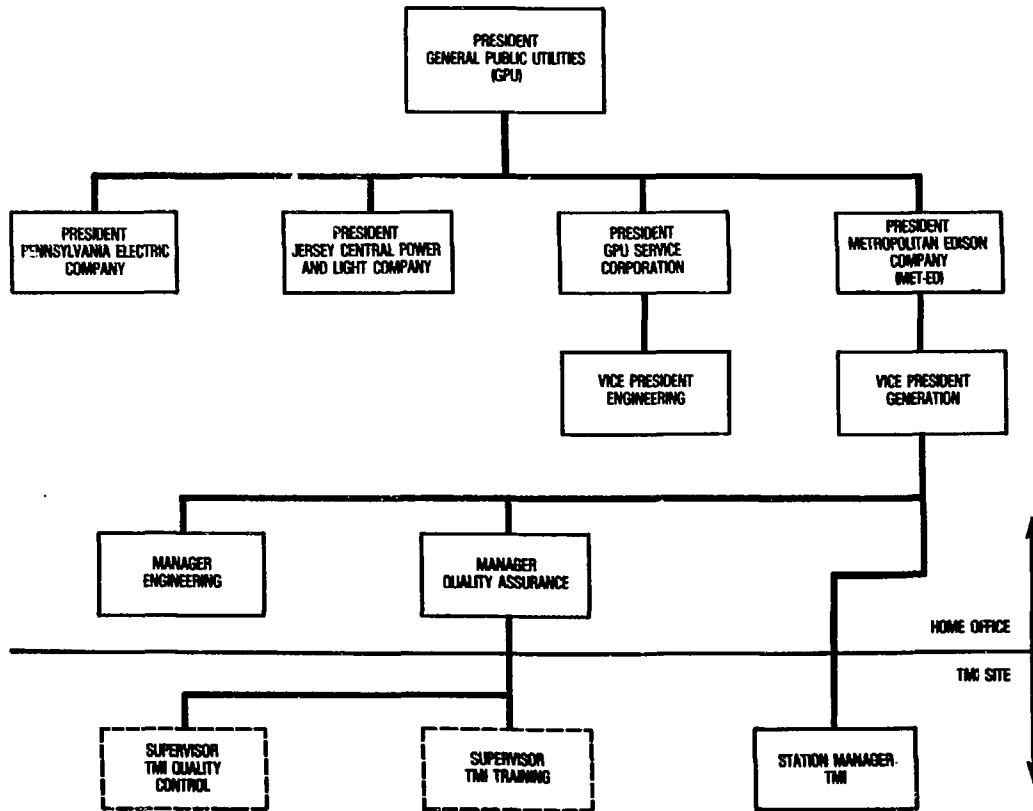 PRESIDENT
GENERAL PUBLIC UTILITIES
(GPU)
PRESIDENT
PENNSYLVANIA ELECTRIC
COMPANY
PRESIDENT
JERSEY CENTRAL POWER
AND LIGHT COMPANY
PRESIDENT
GPU SERVICE
CORPORATION
PRESIDENT
METROPOLITAN EDISON
COMPANY
(MET-ED)
VICE PRESIDENT
ENGINEERING
VICE PRESIDENT
GENERATION
MANAGER
ENGINEERING
MANAGER
QUALITY ASSURANCE
HOME OFFICE
TMI SITE
SUPERVISOR
TMI QUALITY
CONTROL
SUPERVISOR
TMI TRAINING
STATION MANAGER-
TMI